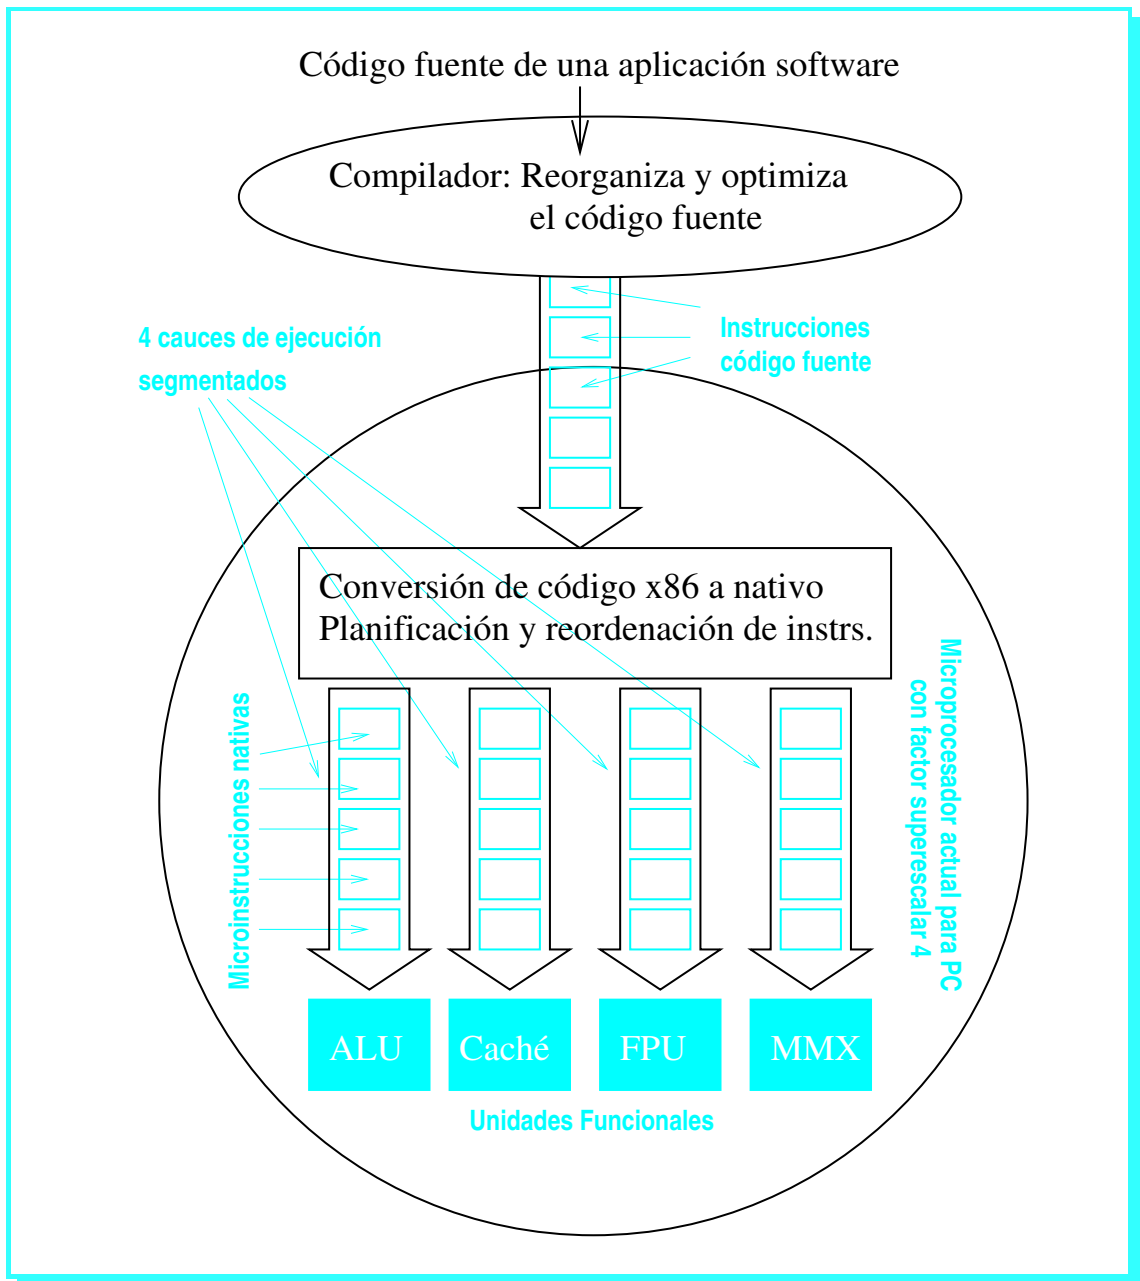 Código fuente de una aplicación software
Compilador: Reorganiza y optimiza
el código fuente
4 cauces de ejecución
segmentados
Instrucciones
código fuente
Conversión de código x86 a nativo
Planificación y reordenación de instrs.
Microinstrucciones nativas
Microprocesador actual para PC
con factor superescalar 4
ALU
Caché
FPU
MMX
Unidades Funcionales